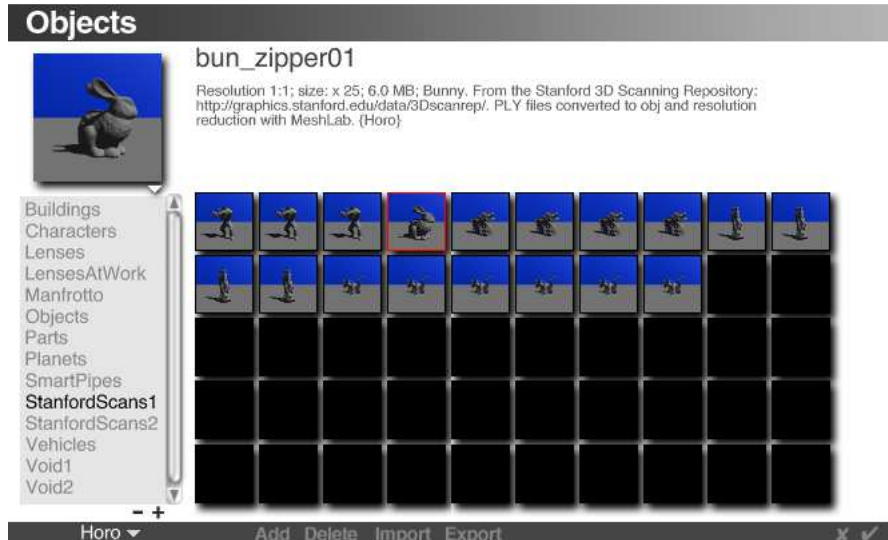 Objects
bun_zipper01
Resolution 1:1; size: x 25; 6.0 MB; Bunny. From the Stanford 3D Scanning Repository:
http://graphics.stanford.edu/data/3Dscanrep/. PLY files converted to obj and resolution
reduction with MeshLab. {Horo}
Buildings
Characters
Lenses
LensesAtWork
Manfrotto
Objects
Parts
Planets
SmartPipes
StanfordScans1
StanfordScans2
Vehicles
Void1
Void2
- +
Horo Add Delete Import Export